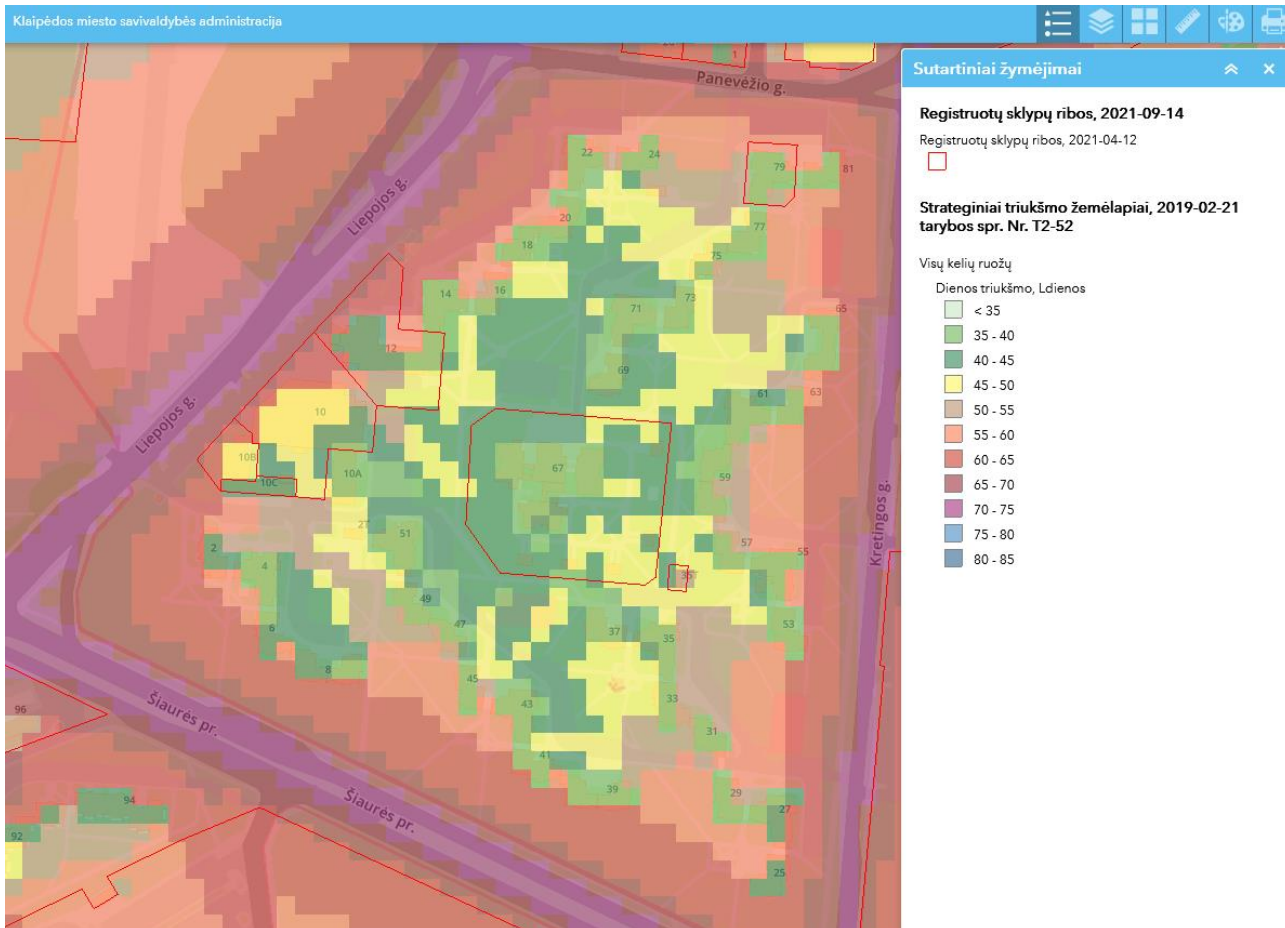 Klaipėdos miesto savivaldybės administracija
Sutartiniai žymėjimai
Registruotų sklypų ribos, 2021-09-14
Registruotų sklypų ribos, 2021-04-12
Strateginiai triukšmo žemėlapiai, 2019-02-21
tarybos spr. Nr. T2-52
Visų kelių ruožų
Dienos triukšmo, Ldienos
< 35
35 - 40
40 - 45
45 - 50
50 - 55
55 - 60
60 - 65
65 - 70
70 - 75
75 - 80
80 - 85
1
Panevėžio g.
22
24
79
81
Liepojos g.
20
77
18
75
14
16
73
71
65
12
69
61
63
10
Liepojos g.
10B
10A
67
59
10C
Kretingos g.
27
51
2
57
55
4
35T
49
6
47
37
35
53
8
45
33
96
43
Šiaurės pr.
31
41
39
29
94
Šiaurės pr.
27
92
25